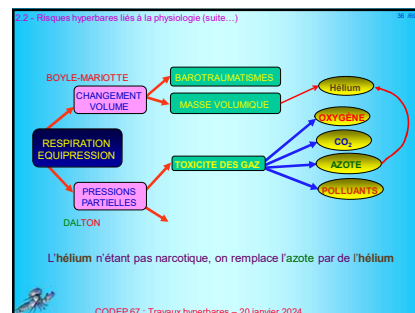 2.2 - Risques hyperbares liés à la physiologie (suite…)
36 /60
BOYLE-MARIOTTE
BAROTRAUMATISMES
CHANGEMENT
VOLUME
MASSE VOLUMIQUE
Hélium
OXYGÈNE
RESPIRATION
EQUIPRESSION
CO₂
TOXICITE DES GAZ
AZOTE
PRESSIONS
PARTIELLES
POLLUANTS
DALTON
L'hélium n'étant pas narcotique, on remplace l'azote par de l'hélium
CODEP 67 : Travaux hyperbares – 20 janvier 2024